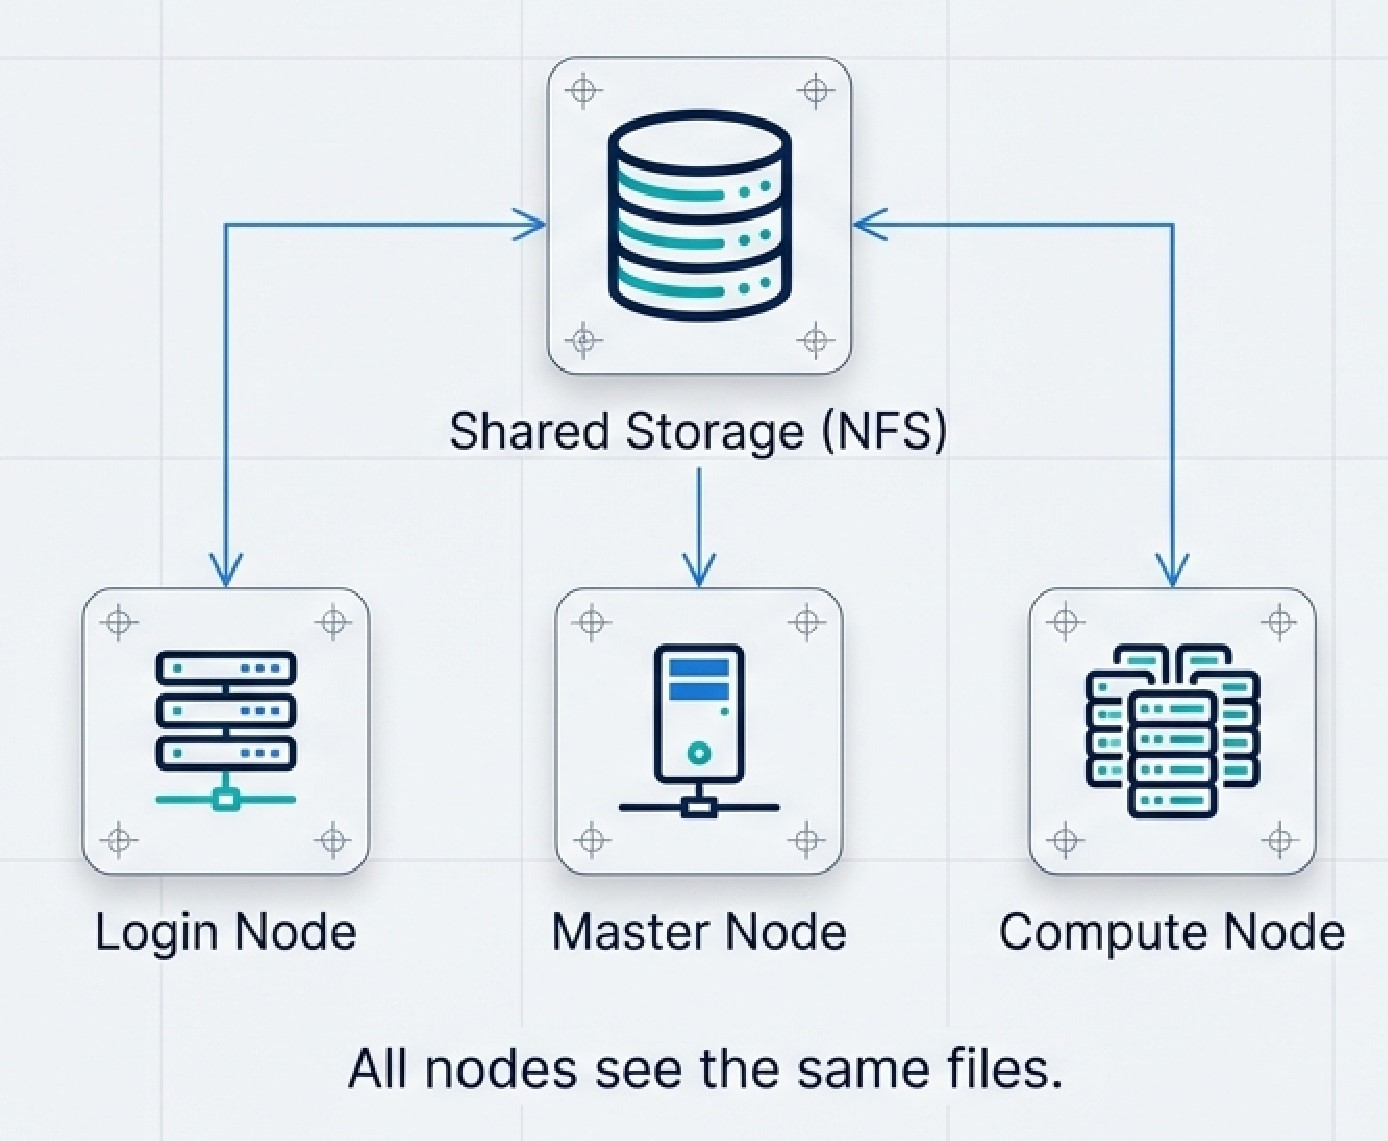 Shared Storage (NFS)
Login Node
Master Node
Compute Node
All nodes see the same files.